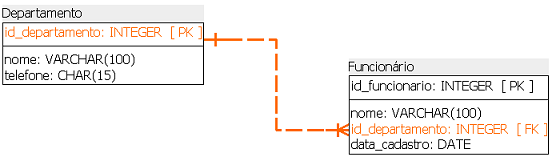 Departamento
id_departamento: INTEGER [ PK ]
nome: VARCHAR(100)
telefone: CHAR(15)
Funcionário
id_funcionario: INTEGER [ PK ]
nome: VARCHAR(100)
id_departamento: INTEGER [ FK ]
data_cadastro: DATE